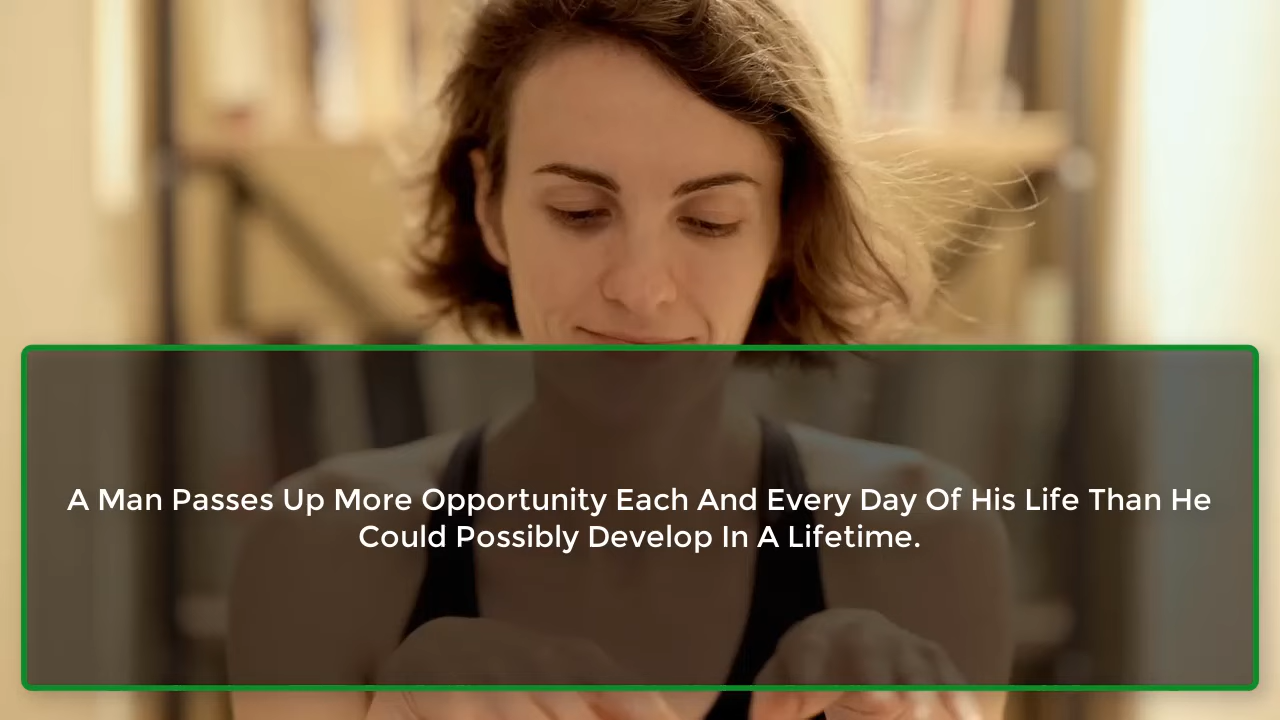 A Man Passes Up More Opportunity Each And Every Day Of His Life Than He
Could Possibly Develop In A Lifetime.